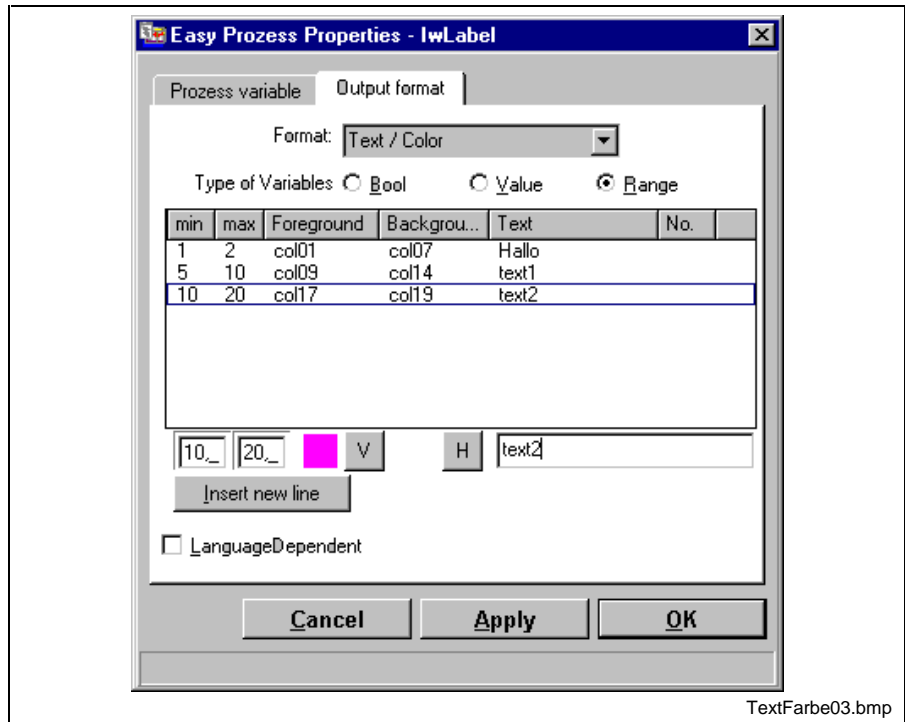 Easy Prozess Properties - IwLabel
Prozess variable Output format
Format: Text / Color
Type of Variables Bool Value Range
min max Foreground Backgrou... Text No.
1 2 col01 col07 Hallo
5 10 col09 col14 text1
10 20 col17 col19 text2
10,_ 20,_ V H text2
Insert new line
LanguageDependent
Cancel Apply OK
TextFarbe03.bmp